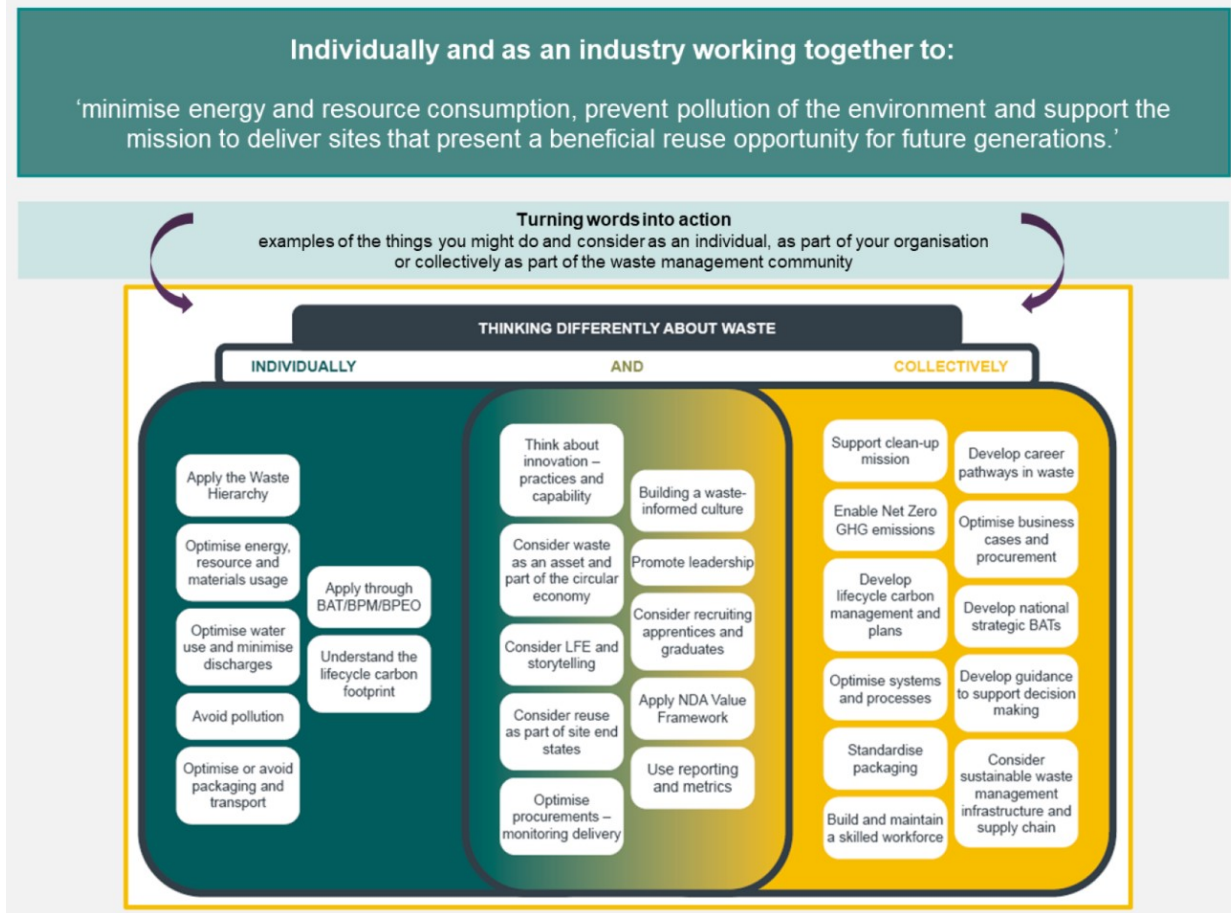 Individually and as an industry working together to:
‘minimise energy and resource consumption, prevent pollution of the environment and support the
mission to deliver sites that present a beneficial reuse opportunity for future generations.’
Turning words into action
examples of the things you might do and consider as an individual, as part of your organisation
or collectively as part of the waste management community
THINKING DIFFERENTLY ABOUT WASTE
INDIVIDUALLY
AND
COLLECTIVELY
Apply the Waste
Hierarchy
Optimise energy,
resource and
materials usage
Optimise water
use and minimise
discharges
Avoid pollution
Optimise or avoid
packaging and
transport
Apply through
BAT/BPM/BPEO
Understand the
lifecycle carbon
footprint
Think about
innovation –
practices and
capability
Consider waste
as an asset and
part of the circular
economy
Consider LFE and
storytelling
Consider reuse
as part of site end
states
Optimise
procurements –
monitoring delivery
Building a waste-
informed culture
Promote leadership
Consider recruiting
apprentices and
graduates
Apply NDA Value
Framework
Use reporting
and metrics
Support clean-up
mission
Enable Net Zero
GHG emissions
Develop
lifecycle carbon
management and
plans
Optimise systems
and processes
Standardise
packaging
Build and maintain
a skilled workforce
Develop career
pathways in waste
Optimise business
cases and
procurement
Develop national
strategic BATs
Develop guidance
to support decision
making
Consider
sustainable waste
management
infrastructure and
supply chain